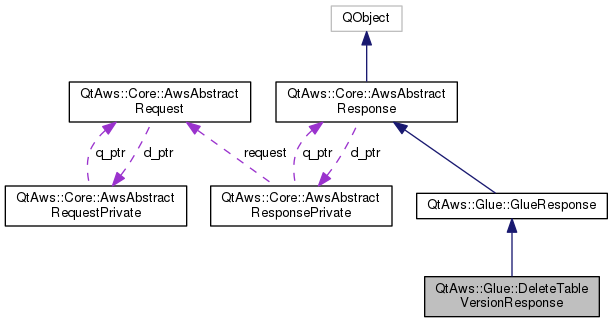 QObject
QtAws::Core::AwsAbstract
Request
QtAws::Core::AwsAbstract
Response
q_ptr
d_ptr
request
q_ptr
d_ptr
QtAws::Core::AwsAbstract
RequestPrivate
QtAws::Core::AwsAbstract
ResponsePrivate
QtAws::Glue::GlueResponse
QtAws::Glue::DeleteTable
VersionResponse